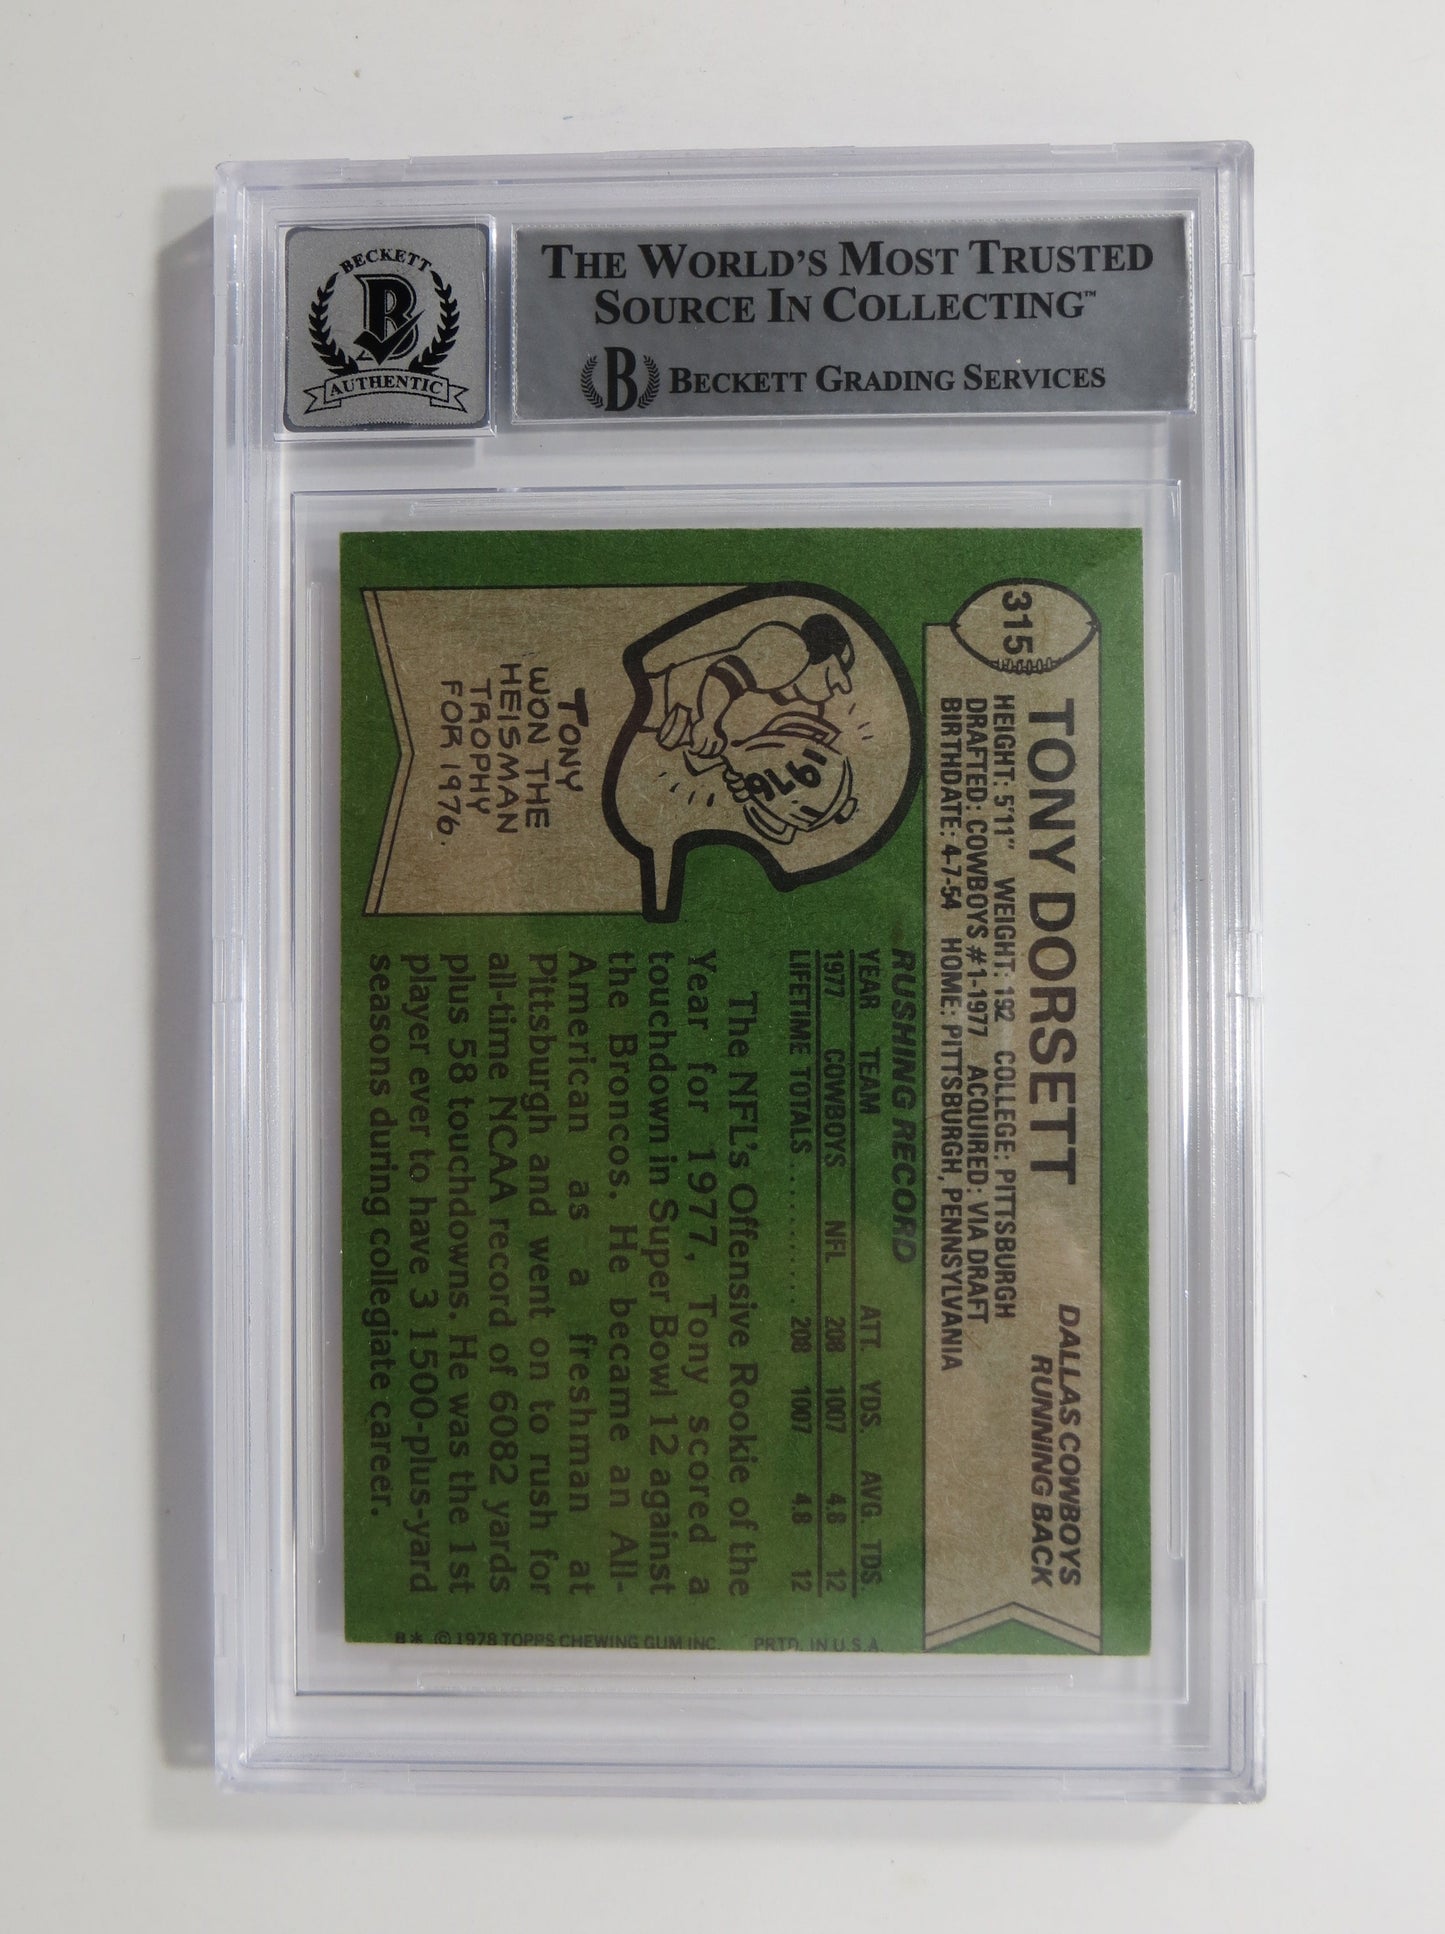 BECKETT
B
AUTHENTIC
THE WORLD'S MOST TRUSTED
SOURCE IN COLLECTING™
B BECKETT GRADING SERVICES
315
TONY DORSETT
DALLAS COWBOYS
RUNNING BACK
HEIGHT: 5'11" WEIGHT: 192 COLLEGE: PITTSBURGH
DRAFTED: COWBOYS #1-1977 ACQUIRED: VIA DRAFT
BIRTHDATE: 4-7-54 HOME: PITTSBURGH, PENNSYLVANIA
1976
TONY
WON THE
HEISMAN
TROPHY
FOR 1976.
RUSHING RECORD
YEAR TEAM ATT. YDS. AVG. TDS.
1977 COWBOYS NFL 208 1007 4.8 12
LIFETIME TOTALS .......... 208 1007 4.8 12
The NFL's Offensive Rookie of the
Year for 1977, Tony scored a
touchdown in Super Bowl 12 against
the Broncos. He became an All-
American as a freshman at
Pittsburgh and went on to rush for
all-time NCAA record of 6082 yards
plus 58 touchdowns. He was the 1st
player ever to have 3 1500-plus-yard
seasons during collegiate career.
B* © 1978 TOPPS CHEWING GUM INC. PRTD. IN U.S.A.